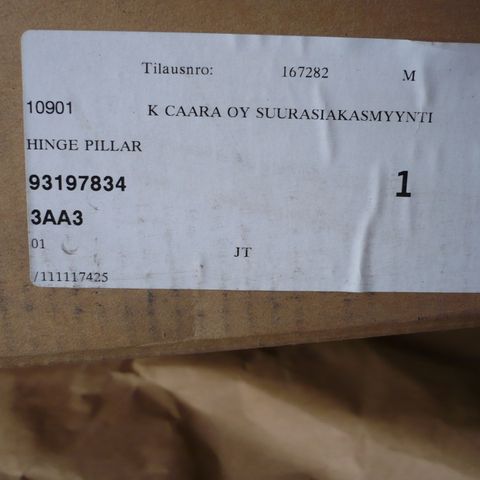 Tilausnro: 167282 M
10901 K CAARA OY SUURASIAKASMYYNTI
HINGE PILLAR
93197834 1
3AA3
01 JT
/111117425